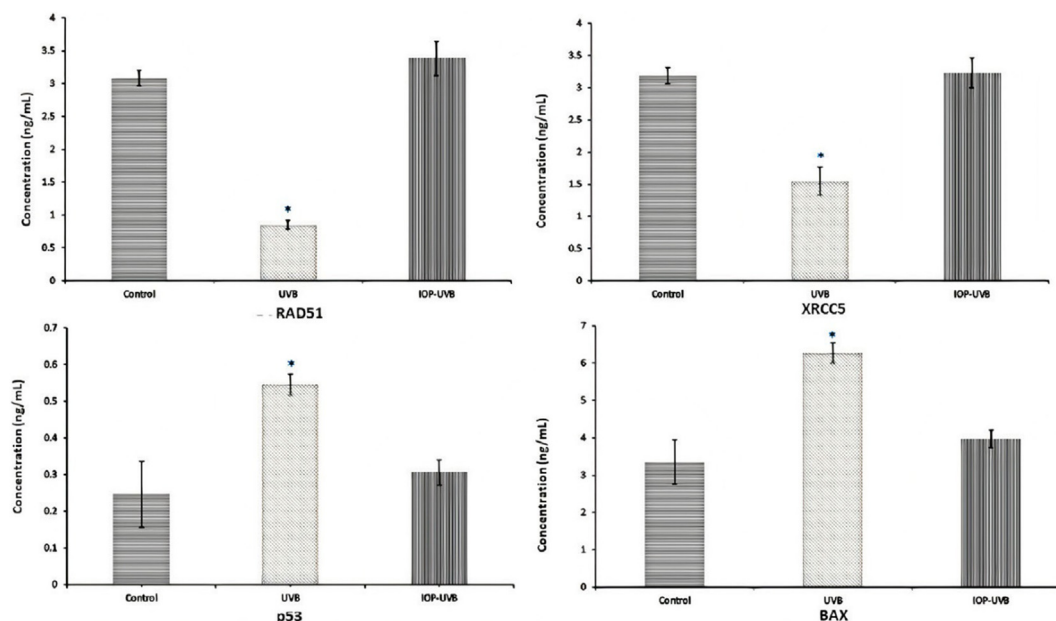 Concentration (ng/mL)
4
3.5
3
2.5
2
1.5
1
0.5
0
*
Control
UVB
IOP-UVB
RAD51
Concentration (ng/mL)
4
3.5
3
2.5
2
1.5
1
0.5
0
*
Control
UVB
IOP-UVB
XRCC5
Concentration (ng/mL)
0.7
0.6
0.5
0.4
0.3
0.2
0.1
0
*
Control
UVB
IOP-UVB
p53
Concentration (ng/mL)
7
6
5
4
3
2
1
0
*
Control
UVB
IOP-UVB
BAX